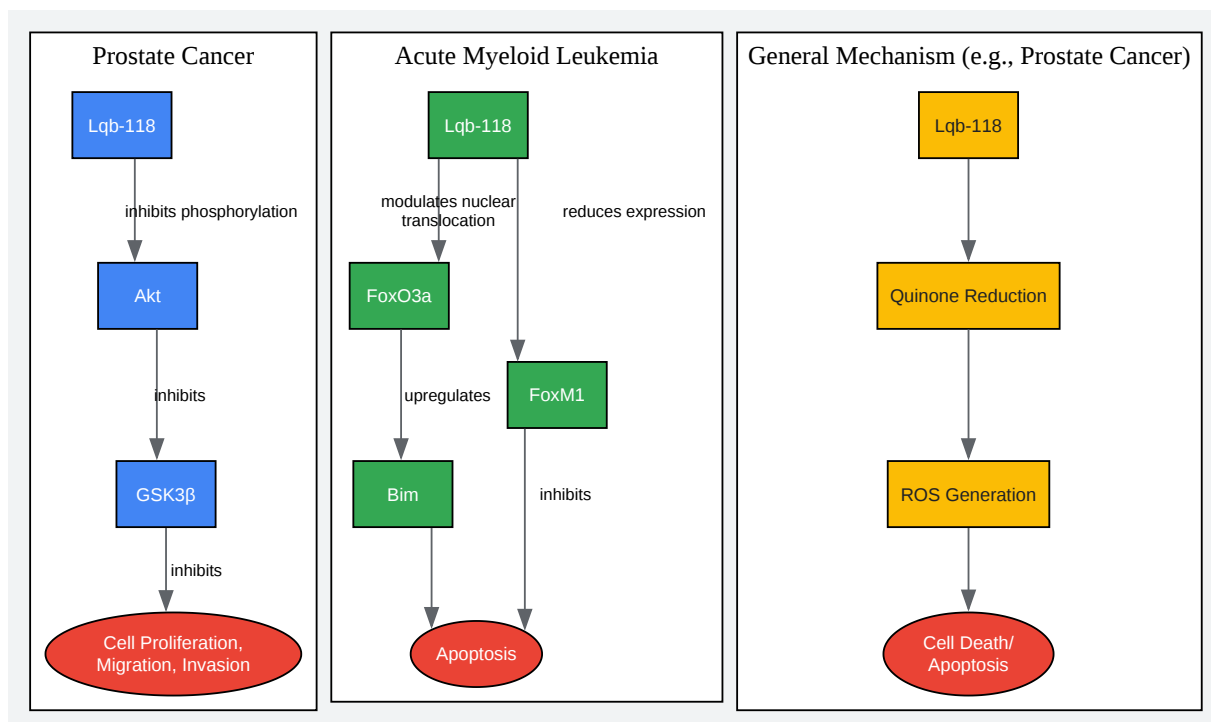 Prostate Cancer
Lqb-118
inhibits phosphorylation
Akt
inhibits
GSK3β
inhibits
Cell Proliferation,
Migration, Invasion
Acute Myeloid Leukemia
Lqb-118
modulates nuclear
translocation
reduces expression
FoxO3a
upregulates
FoxM1
Bim
inhibits
Apoptosis
General Mechanism (e.g., Prostate Cancer)
Lqb-118
Quinone Reduction
ROS Generation
Cell Death/
Apoptosis